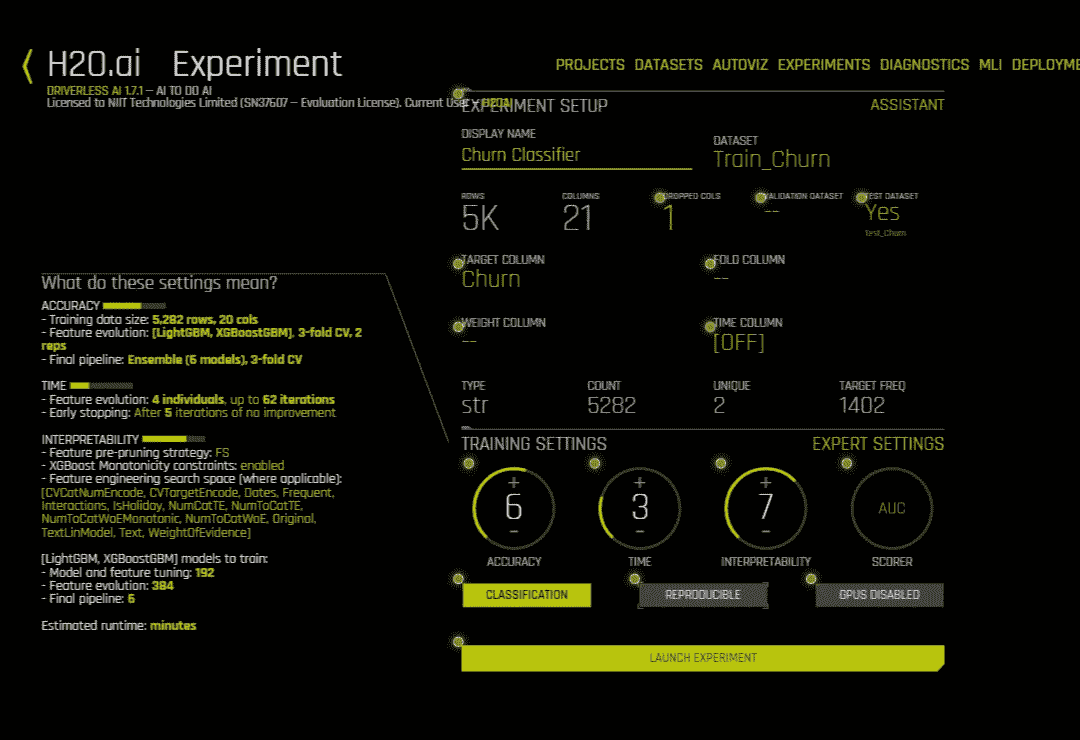 H2O.ai Experiment
DRIVERLESS AI 1.7.1 – AI TO DO AI
Licensed to NIIT Technologies Limited (SN37607 – Evaluation License). Current User – H2OAI
PROJECTS DATASETS AUTOVIZ EXPERIMENTS DIAGNOSTICS MLI DEPLOYME
EXPERIMENT SETUP ASSISTANT
DISPLAY NAME
Churn Classifier
DATASET
Train_Churn
ROWS COLUMNS DROPPED COLS VALIDATION DATASET TEST DATASET
5K 21 1 -- Yes
Test_Churn
TARGET COLUMN FOLD COLUMN
Churn --
WEIGHT COLUMN TIME COLUMN
-- [OFF]
TYPE COUNT UNIQUE TARGET FREQ
str 5282 2 1402
What do these settings mean?
ACCURACY
- Training data size: 5,282 rows, 20 cols
- Feature evolution: [LightGBM, XGBoostGBM], 3-fold CV, 2
reps
- Final pipeline: Ensemble (6 models), 3-fold CV
TIME
- Feature evolution: 4 individuals, up to 62 iterations
- Early stopping: After 5 iterations of no improvement
INTERPRETABILITY
- Feature pre-pruning strategy: FS
- XGBoost Monotonicity constraints: enabled
- Feature engineering search space (where applicable):
[CVCatNumEncode, CVTargetEncode, Dates, Frequent,
Interactions, IsHoliday, NumCatTE, NumToCatTE,
NumToCatWoEMonotonic, NumToCatWoE, Original,
TextLinModel, Text, WeightOfEvidence]
[LightGBM, XGBoostGBM] models to train:
- Model and feature tuning: 192
- Feature evolution: 384
- Final pipeline: 6
Estimated runtime: minutes
TRAINING SETTINGS EXPERT SETTINGS
+ + +
6 3 7 AUC
– – –
ACCURACY TIME INTERPRETABILITY SCORER
CLASSIFICATION REPRODUCIBLE GPUS DISABLED
LAUNCH EXPERIMENT